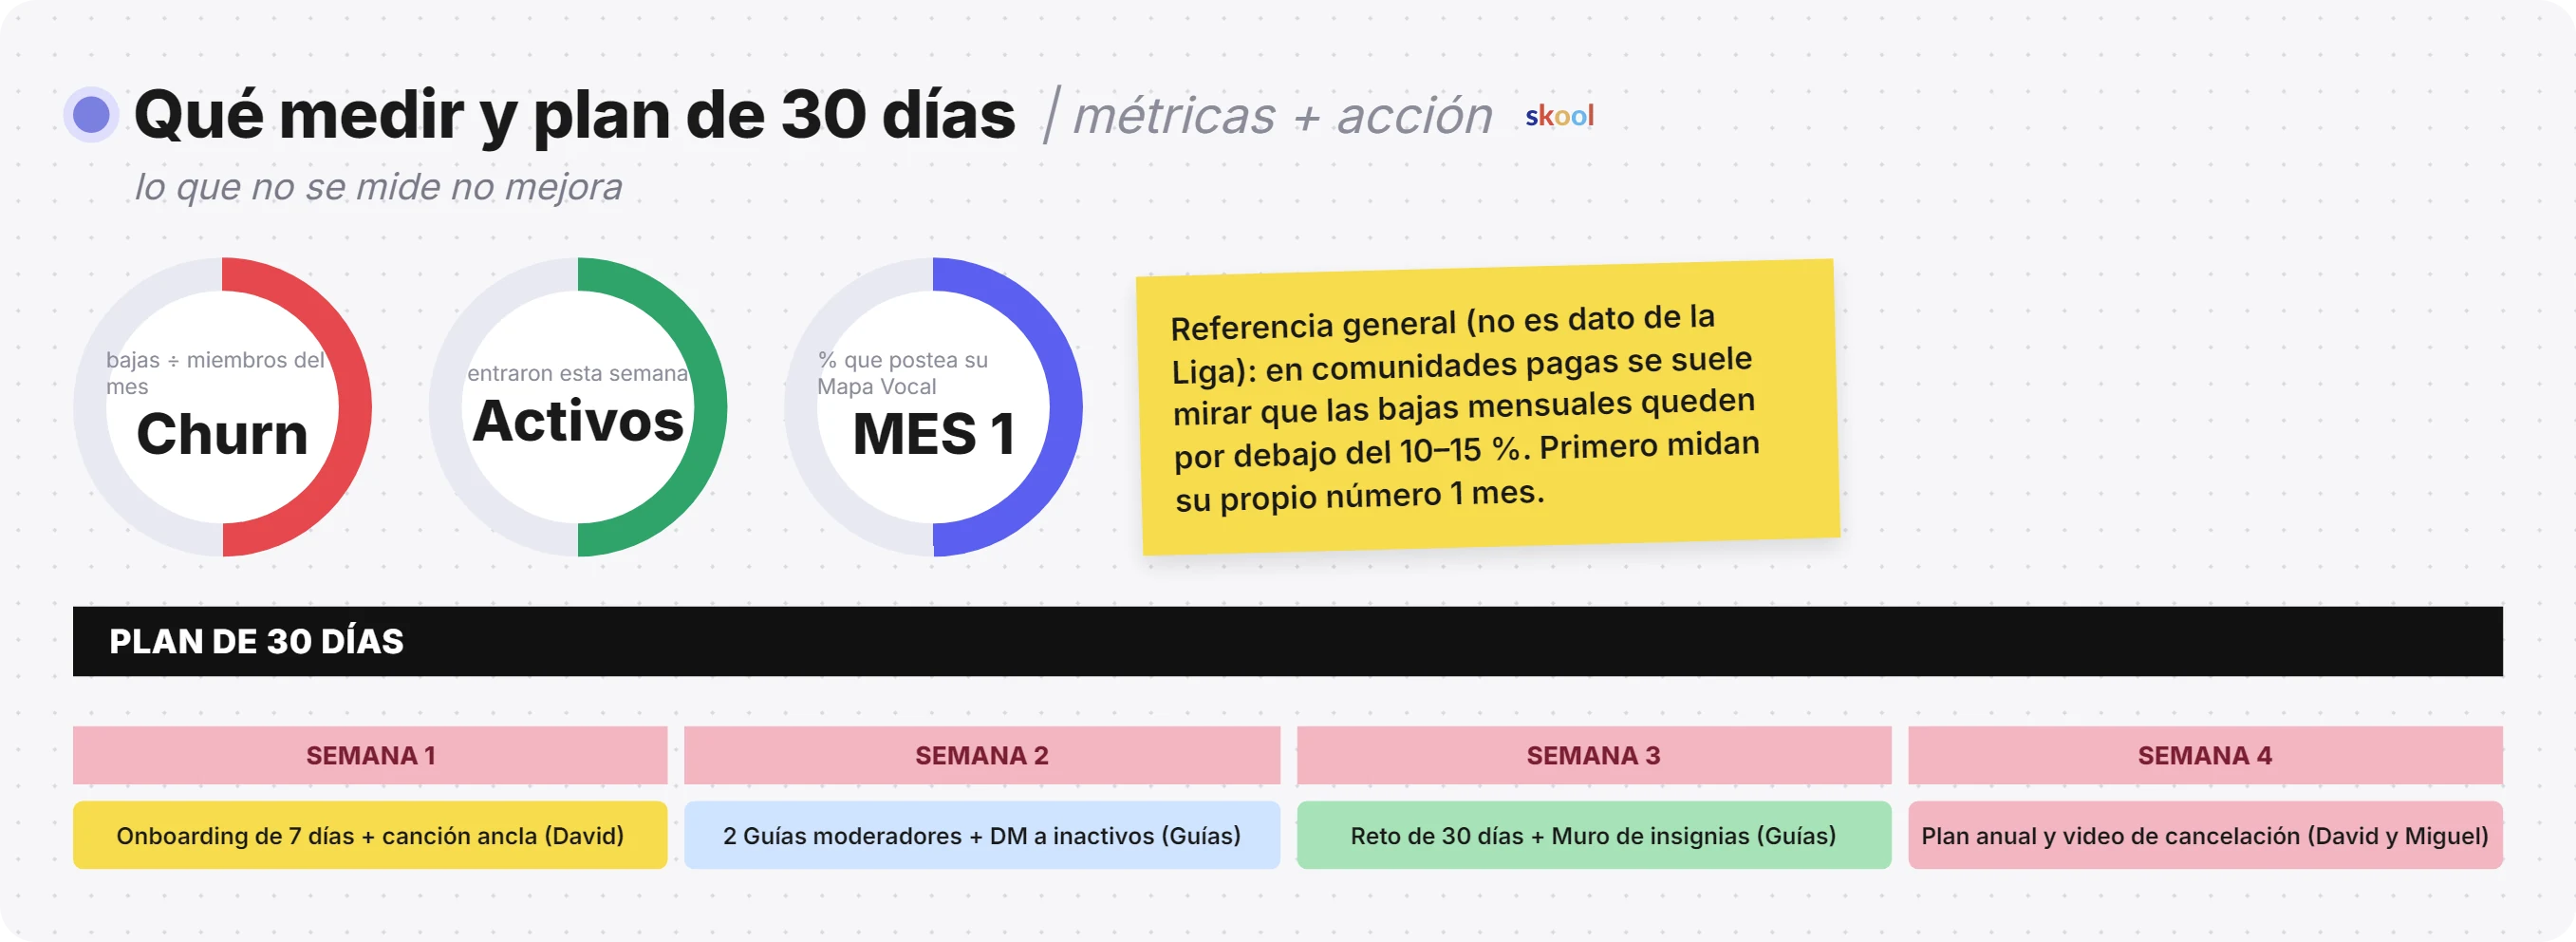 Qué medir y plan de 30 días | métricas + acción skool
lo que no se mide no mejora
bajas ÷ miembros del
mes
Churn
entraron esta semana
Activos
% que postea su
Mapa Vocal
MES 1
Referencia general (no es dato de la
Liga): en comunidades pagas se suele
mirar que las bajas mensuales queden
por debajo del 10–15 %. Primero midan
su propio número 1 mes.
PLAN DE 30 DÍAS
SEMANA 1
SEMANA 2
SEMANA 3
SEMANA 4
Onboarding de 7 días + canción ancla (David)
2 Guías moderadores + DM a inactivos (Guías)
Reto de 30 días + Muro de insignias (Guías)
Plan anual y video de cancelación (David y Miguel)